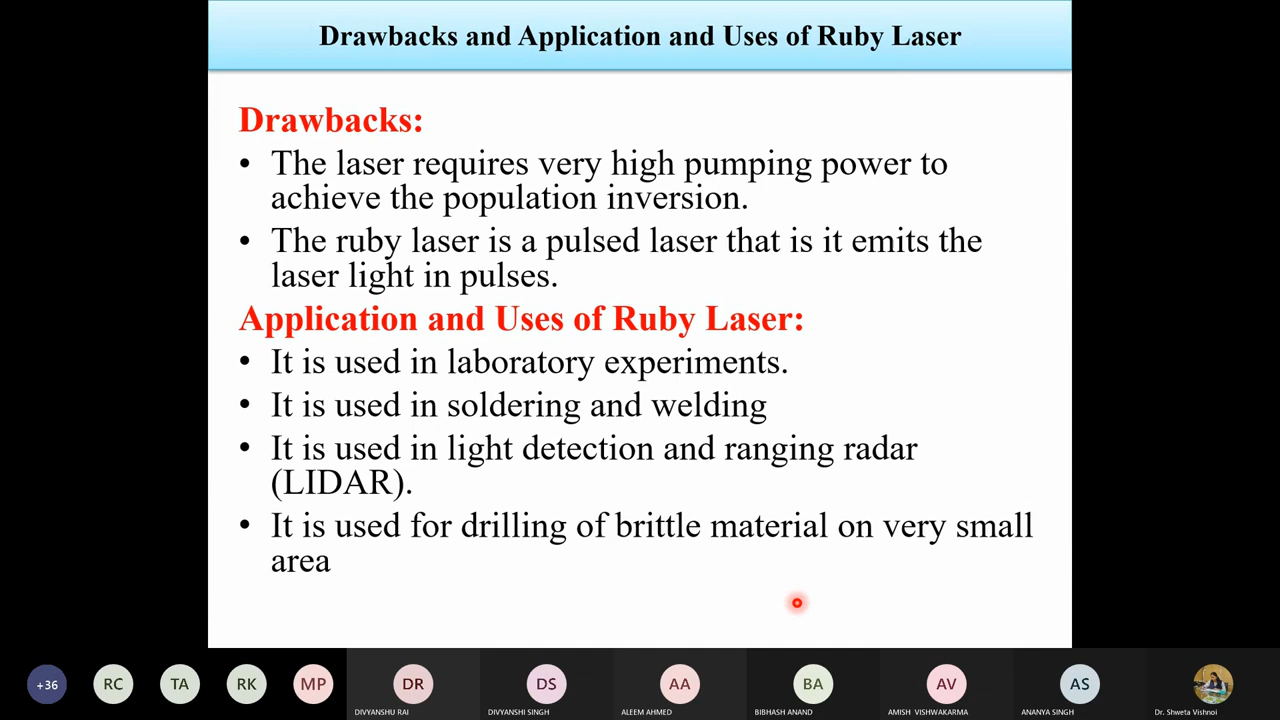 Drawbacks and Application and Uses of Ruby Laser
Drawbacks:
• The laser requires very high pumping power to
achieve the population inversion.
• The ruby laser is a pulsed laser that is it emits the
laser light in pulses.
Application and Uses of Ruby Laser:
• It is used in laboratory experiments.
• It is used in soldering and welding
• It is used in light detection and ranging radar
(LIDAR).
• It is used for drilling of brittle material on very small
area
+36 RC TA RK MP DR DS AA BA AV AS
DIVYANSHU RAI DIVYANSHI SINGH ALEEM AHMED BIBHASH ANAND AMISH VISHWAKARMA ANANYA SINGH Dr. Shweta Vishnoi